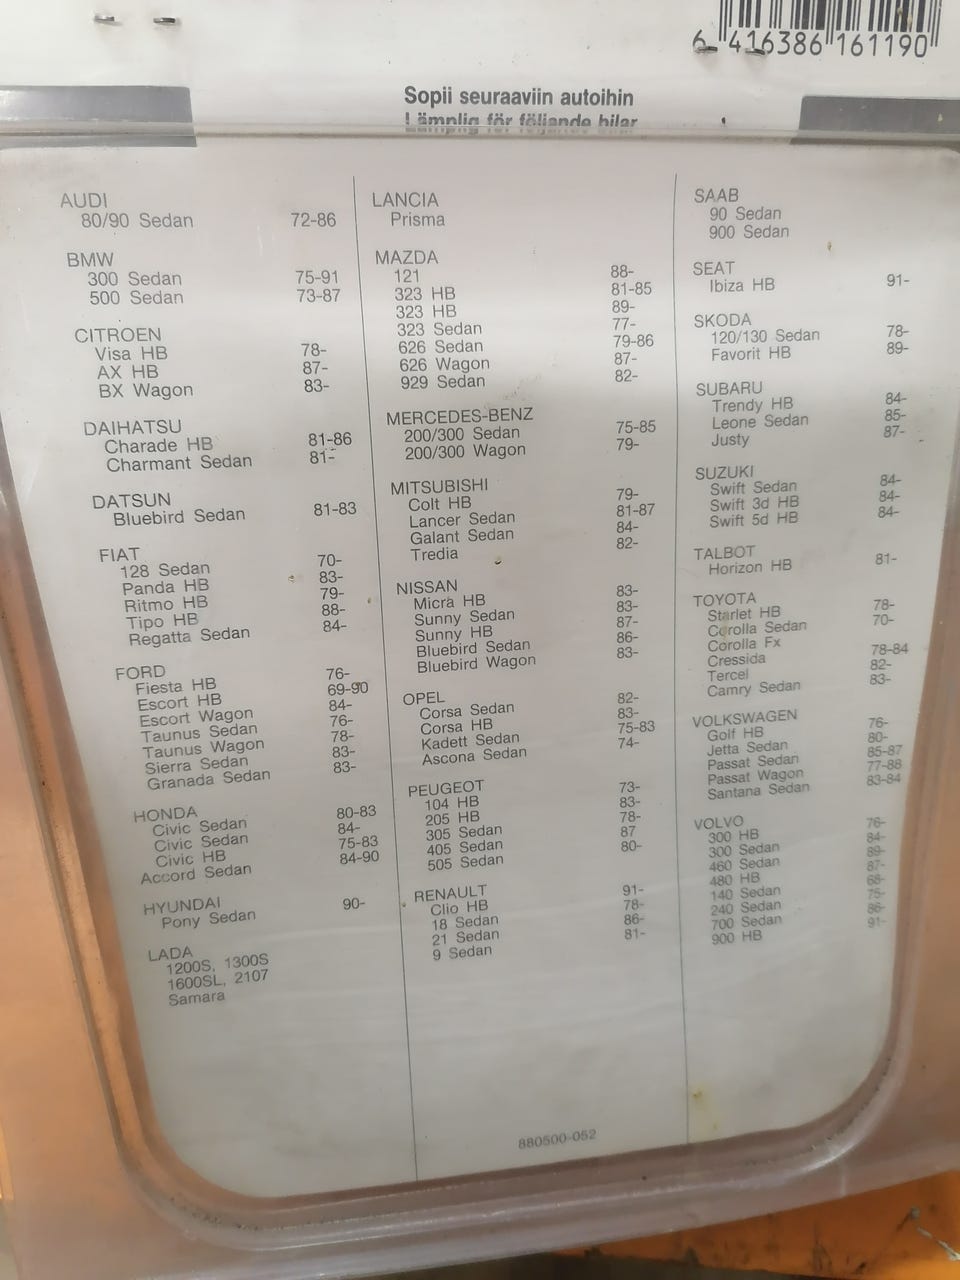 6 416386 161190
Sopii seuraaviin autoihin
Lämplig för följande bilar
AUDI
80/90 Sedan 72-86
BMW
300 Sedan 75-91
500 Sedan 73-87
CITROEN
Visa HB 78-
AX HB 87-
BX Wagon 83-
DAIHATSU
Charade HB 81-86
Charmant Sedan 81-
DATSUN
Bluebird Sedan 81-83
FIAT
128 Sedan 70-
Panda HB 83-
Ritmo HB 79-
Tipo HB 88-
Regatta Sedan 84-
FORD
Fiesta HB 76-
Escort HB 69-90
Escort Wagon 84-
Taunus Sedan 76-
Taunus Wagon 78-
Sierra Sedan 83-
Granada Sedan 83-
HONDA
Civic Sedan 80-83
Civic Sedan 84-
Civic HB 75-83
Accord Sedan 84-90
HYUNDAI
Pony Sedan 90-
LADA
1200S, 1300S
1600SL, 2107
Samara
LANCIA
Prisma
MAZDA
121 88-
323 HB 81-85
323 HB 89-
323 Sedan 77-
626 Sedan 79-86
626 Wagon 87-
929 Sedan 82-
MERCEDES-BENZ
200/300 Sedan 75-85
200/300 Wagon 79-
MITSUBISHI
Colt HB 79-
Lancer Sedan 81-87
Galant Sedan 84-
Tredia 82-
NISSAN
Micra HB 83-
Sunny Sedan 83-
Sunny HB 87-
Bluebird Sedan 86-
Bluebird Wagon 83-
OPEL
Corsa Sedan 82-
Corsa HB 83-
Kadett Sedan 75-83
Ascona Sedan 74-
PEUGEOT
104 HB 73-
205 HB 83-
305 Sedan 78-
405 Sedan 87
505 Sedan 80-
RENAULT
Clio HB 91-
18 Sedan 78-
21 Sedan 86-
9 Sedan 81-
SAAB
90 Sedan
900 Sedan
SEAT
Ibiza HB 91-
SKODA
120/130 Sedan 78-
Favorit HB 89-
SUBARU
Trendy HB 84-
Leone Sedan 85-
Justy 87-
SUZUKI
Swift Sedan 84-
Swift 3d HB 84-
Swift 5d HB 84-
TALBOT
Horizon HB 81-
TOYOTA
Starlet HB 78-
Corolla Sedan 70-
Corolla Fx
Cressida 78-84
Tercel 82-
Camry Sedan 83-
VOLKSWAGEN
Golf HB 76-
Jetta Sedan 80-
Passat Sedan 85-87
Passat Wagon 77-88
Santana Sedan 83-84
VOLVO
300 HB 76-
300 Sedan 84-
460 Sedan 89-
480 HB 87-
140 Sedan 68-
240 Sedan 75-
700 Sedan 86-
900 HB 91-
880500-052